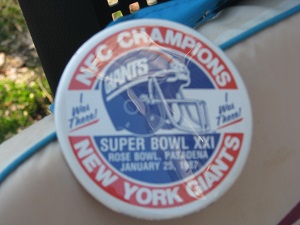 NFC CHAMPIONS
GIANTS
I Was There!
I Was There!
SUPER BOWL XXI
ROSE BOWL, PASADENA
JANUARY 25, 1987
NEW YORK GIANTS